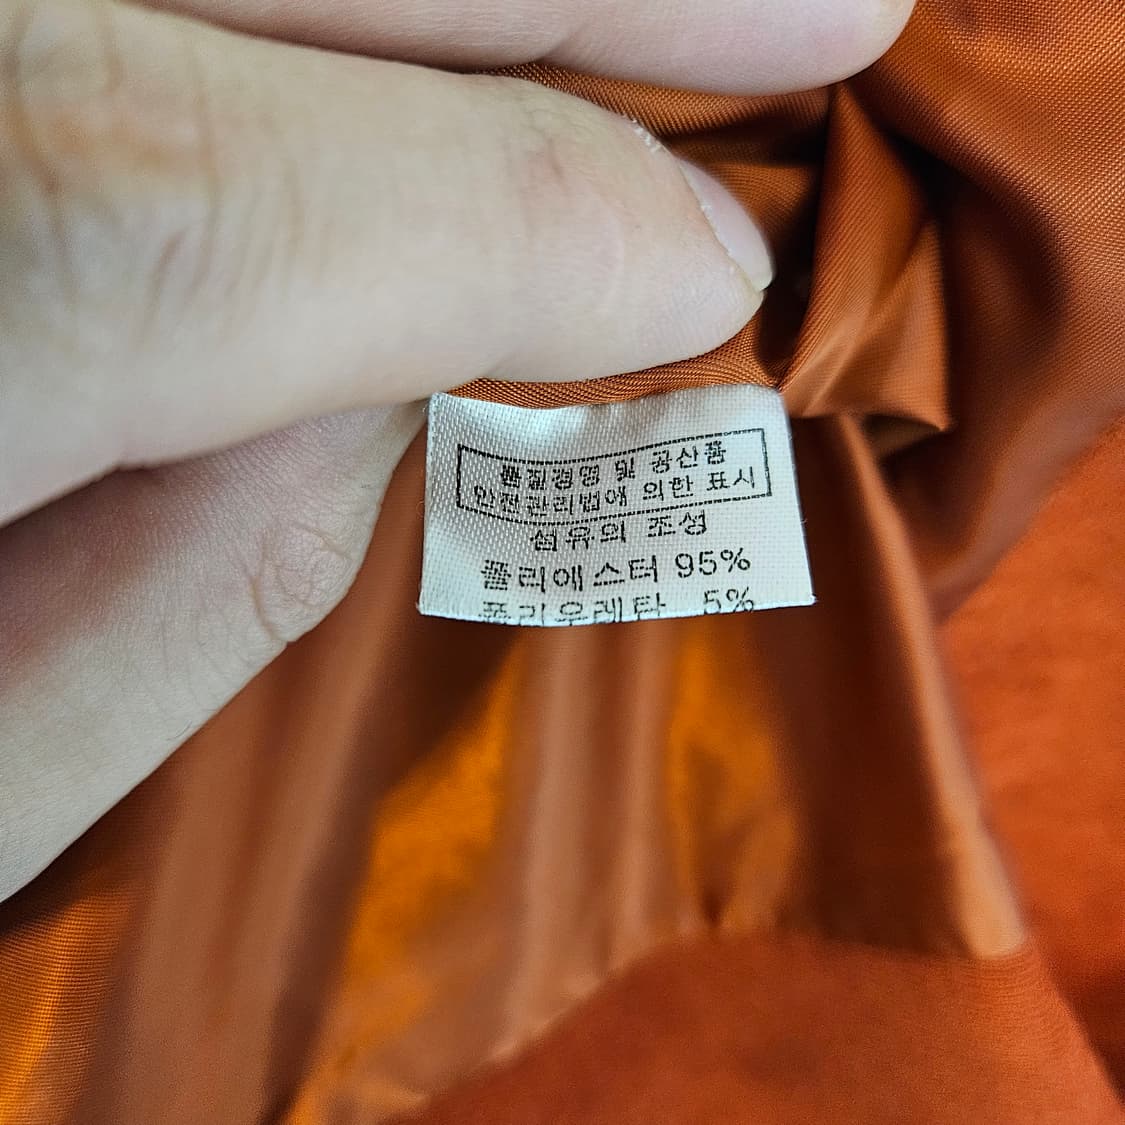 품질경영 및 공산품
안전관리법에 의한 표시
섬유의 조성
폴리에스터 95%
폴리우레탄 5%